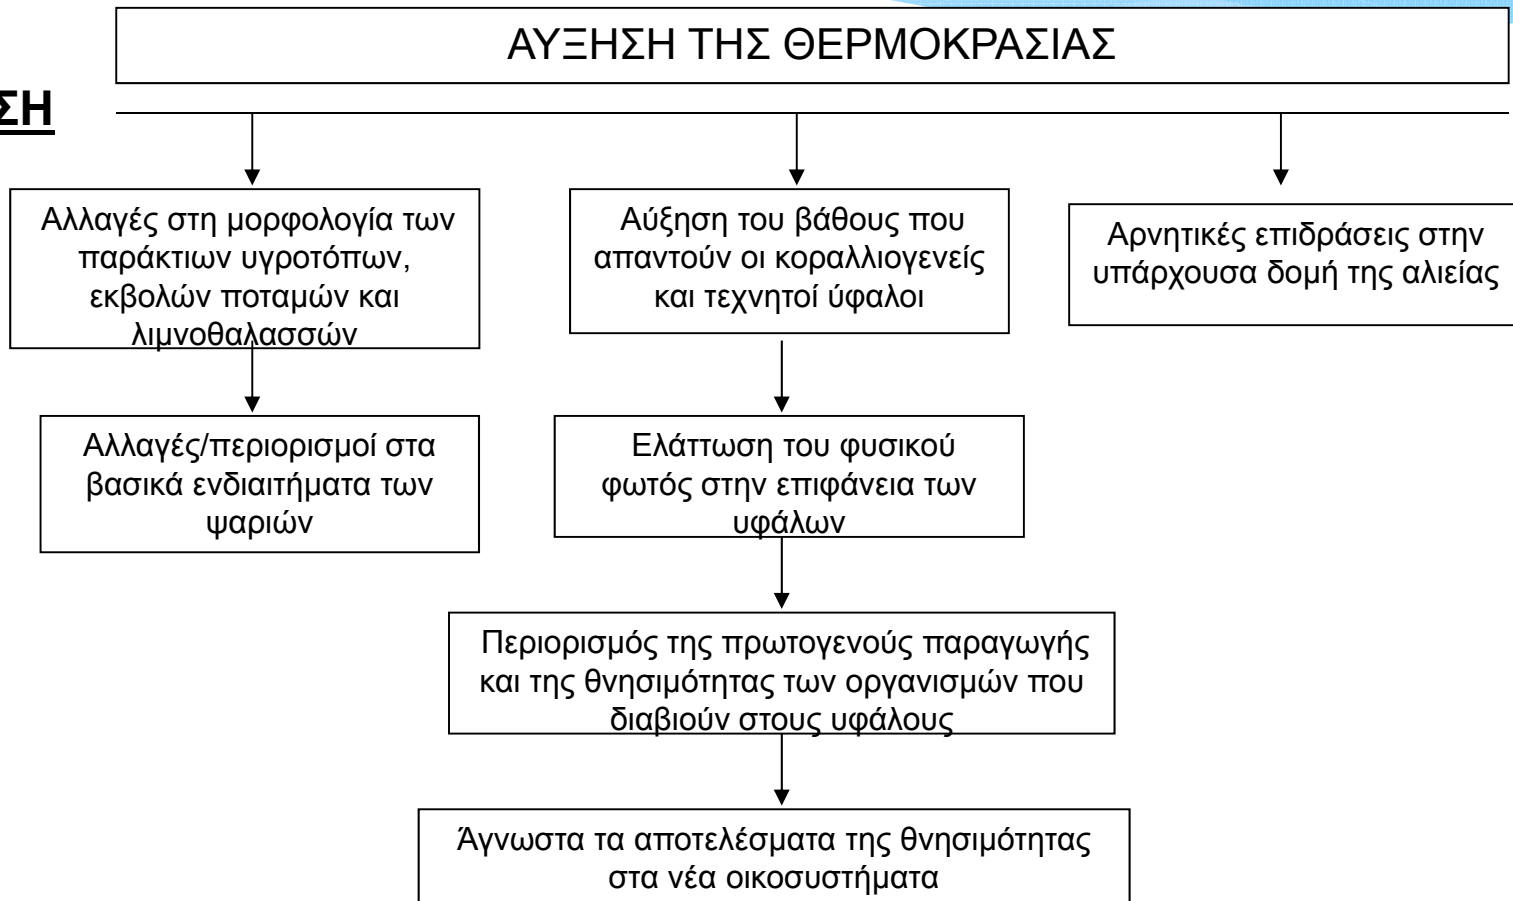 ΑΥΞΗΣΗ ΤΗΣ ΘΕΡΜΟΚΡΑΣΙΑΣ
ΣΗ
Αλλαγές στη μορφολογία των
παράκτιων υγροτόπων,
εκβολών ποταμών και
λιμνοθαλασσών
Αύξηση του βάθους που
απαντούν οι κοραλλιογενείς
και τεχνητοί ύφαλοι
Αρνητικές επιδράσεις στην
υπάρχουσα δομή της αλιείας
Αλλαγές/περιορισμοί στα
βασικά ενδιαιτήματα των
ψαριών
Ελάττωση του φυσικού
φωτός στην επιφάνεια των
υφάλων
Περιορισμός της πρωτογενούς παραγωγής
και της θνησιμότητας των οργανισμών που
διαβιούν στους υφάλους
Άγνωστα τα αποτελέσματα της θνησιμότητας
στα νέα οικοσυστήματα